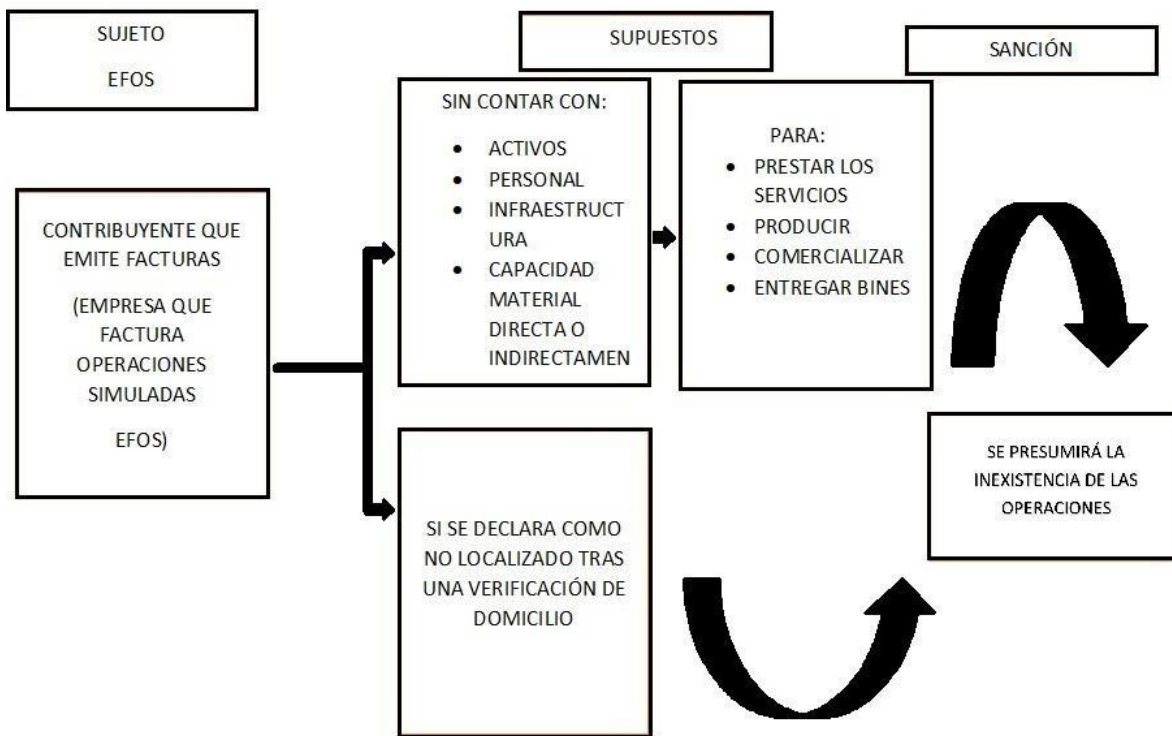 SUJETO
EFOS
SUPUESTOS
SANCIÓN
CONTRIBUYENTE QUE
EMITE FACTURAS
(EMPRESA QUE
FACTURA
OPERACIONES
SIMULADAS
EFOS)
SIN CONTAR CON:
• ACTIVOS
• PERSONAL
• INFRAESTRUCT
URA
• CAPACIDAD
MATERIAL
DIRECTA O
INDIRECTAMEN
PARA:
• PRESTAR LOS
SERVICIOS
• PRODUCIR
• COMERCIALIZAR
• ENTREGAR BINES
SI SE DECLARA COMO
NO LOCALIZADO TRAS
UNA VERIFICACIÓN DE
DOMICILIO
SE PRESUMIRÁ LA
INEXISTENCIA DE LAS
OPERACIONES